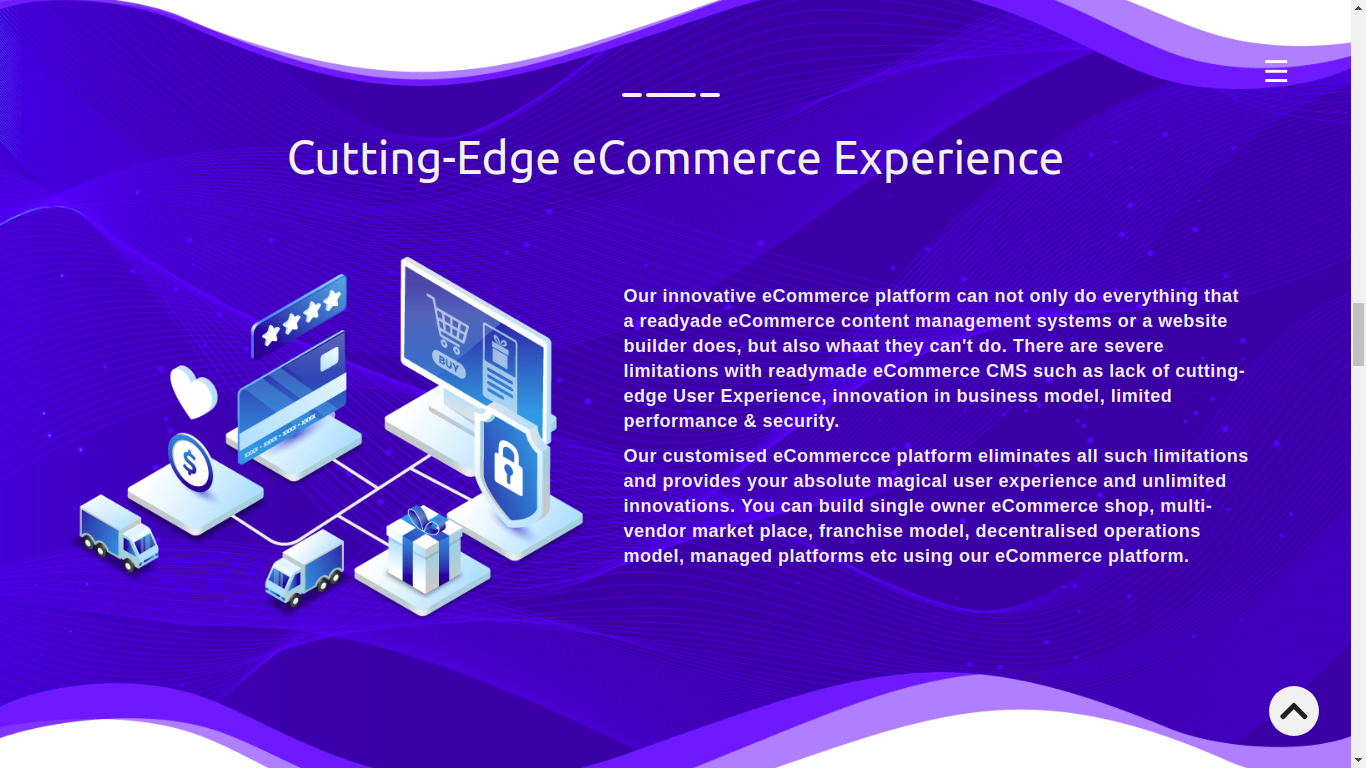 Cutting-Edge eCommerce Experience
Our innovative eCommerce platform can not only do everything that
a readyade eCommerce content management systems or a website
builder does, but also whaat they can't do. There are severe
limitations with readymade eCommerce CMS such as lack of cutting-
edge User Experience, innovation in business model, limited
performance & security.
Our customised eCommercce platform eliminates all such limitations
and provides your absolute magical user experience and unlimited
innovations. You can build single owner eCommerce shop, multi-
vendor market place, franchise model, decentralised operations
model, managed platforms etc using our eCommerce platform.
BUY
xxxx - xxxx - xxxx - xxxx
$